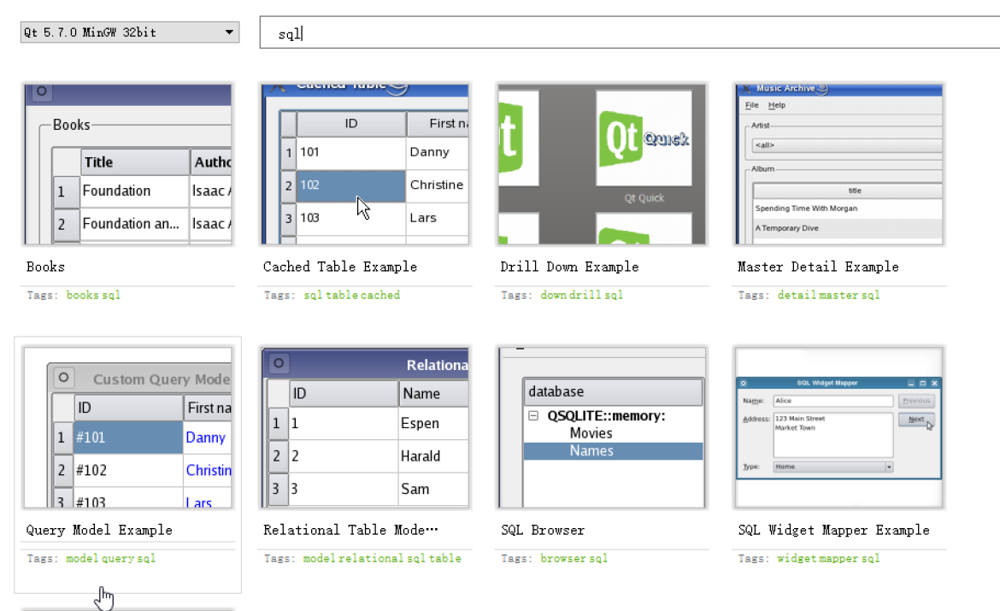 Qt 5.7.0 MinGW 32bit
sql
Books
Title
1 Foundation Isaac
2 Foundation an... Isaac
Books
Tags: books sql
Cached Table
ID First
1 101 Danny
2 102 Christine
3 103 Lars
Cached Table Example
Tags: sql table cached
Qt Quick
Qt Quick
Drill Down Example
Tags: down drill sql
Music Archive
File Help
Artist
<all>
Album
title
Spending Time With Morgan
A Temporary Dive
Master Detail Example
Tags: detail master sql
Custom Query Mode
ID First na
1 #101 Danny
2 #102 Christin
3 #103 Lars
Query Model Example
Tags: model query sql
Relationa
ID Name
1 1 Espen
2 2 Harald
3 3 Sam
Relational Table Mode...
Tags: model relational sql table
database
QSQLITE::memory:
Movies
Names
SQL Browser
Tags: browser sql
SQL Widget Mapper
Name: Alice Previous
Address: 123 Main Street Next
Market Town
Type: Home
SQL Widget Mapper Example
Tags: widget mapper sql